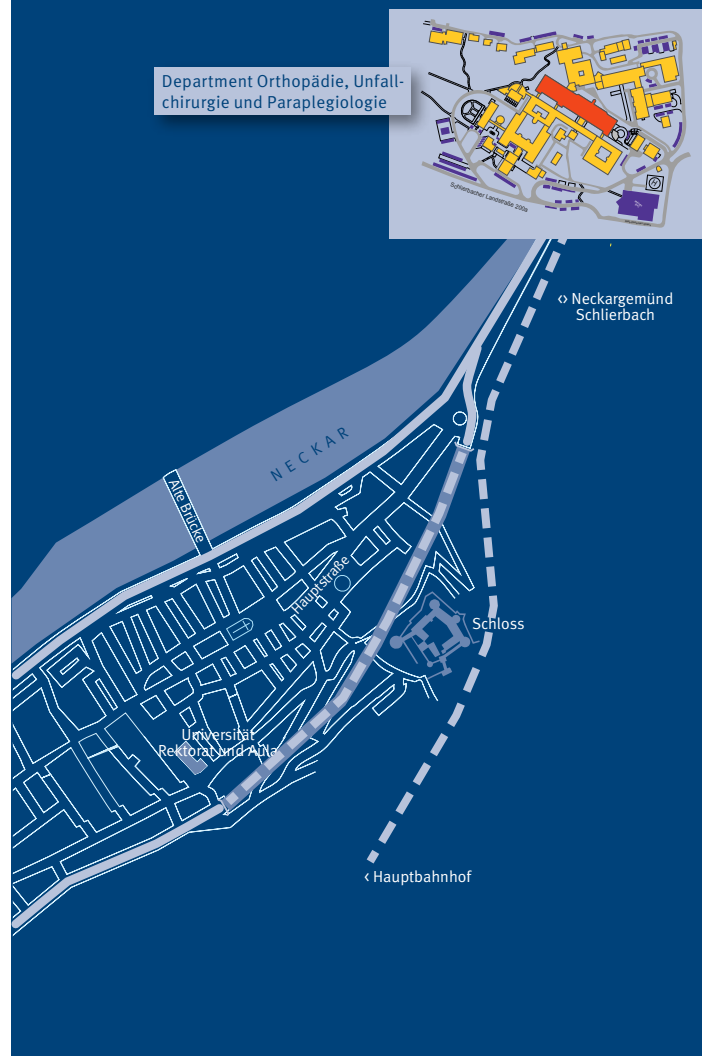 Department Orthopädie, Unfall-
chirurgie und Paraplegiologie
Schlierbacher Landstraße 200a
‹› Neckargemünd
Schlierbach
NECKAR
Alte Brücke
Hauptstraße
Schloss
Universität
Rektorat und Aula
‹ Hauptbahnhof